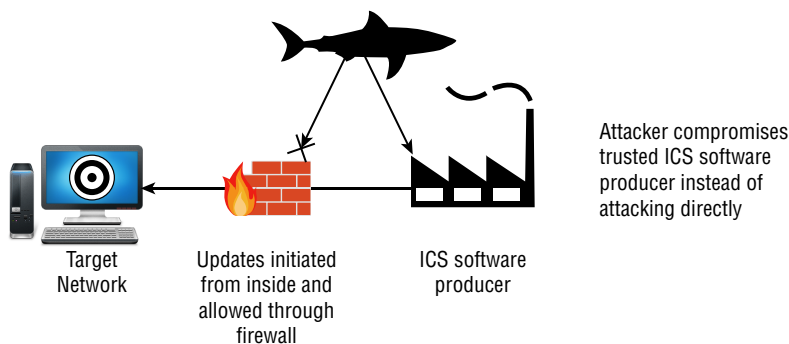 Attacker compromises
trusted ICS software
producer instead of
attacking directly
Target
Network
Updates initiated
from inside and
allowed through
firewall
ICS software
producer